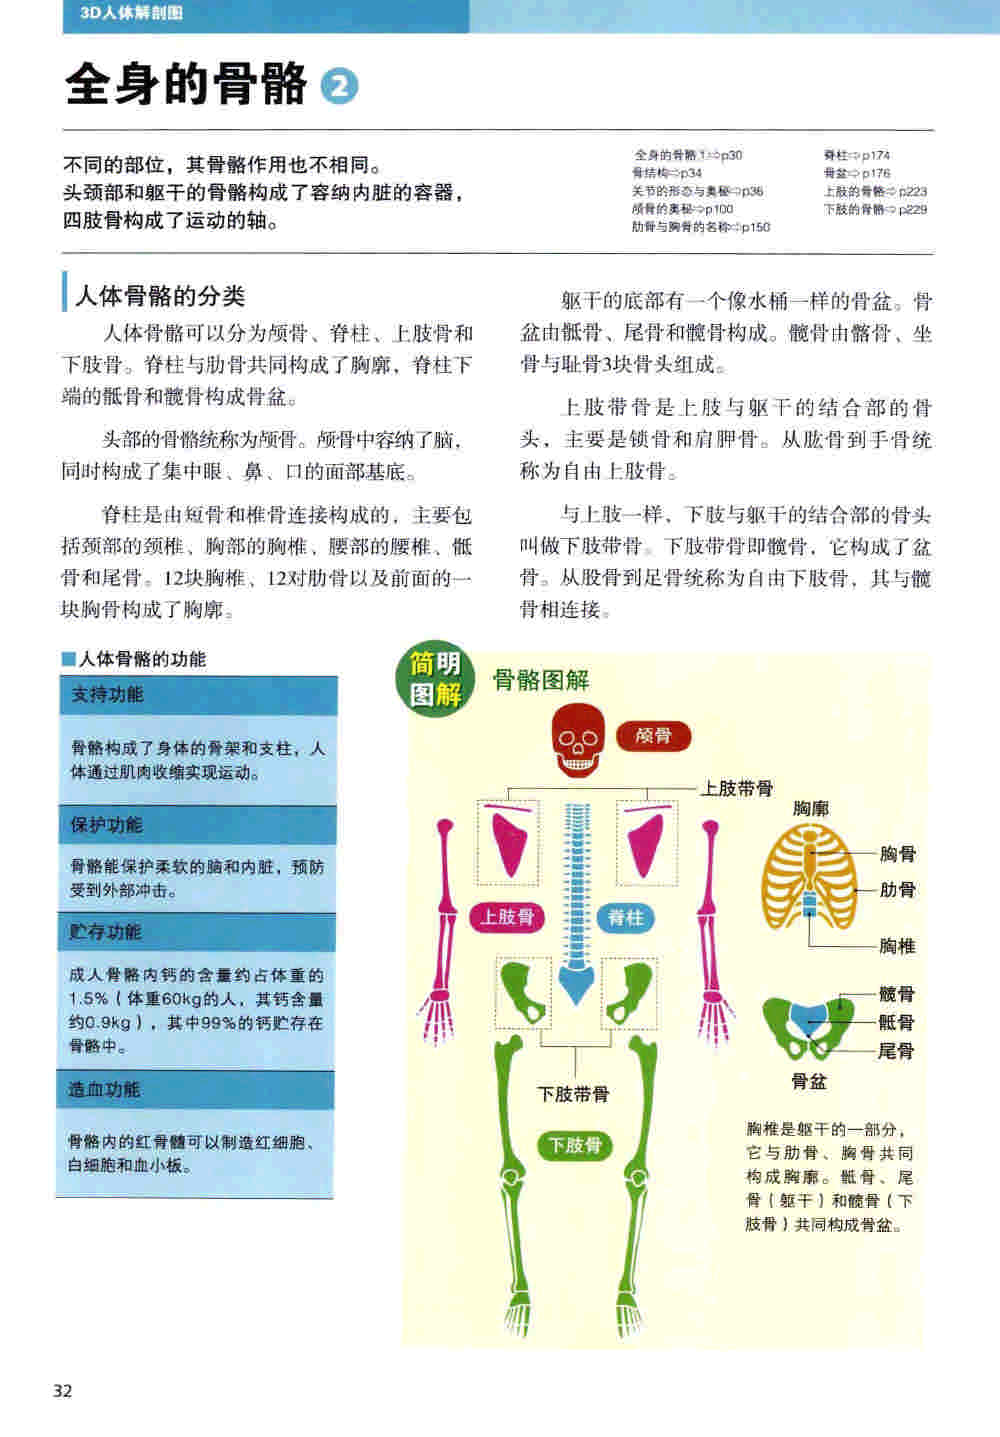 3D人体解剖图
全身的骨骼 2
不同的部位，其骨骼作用也不相同。
头颈部和躯干的骨骼构成了容纳内脏的容器，
四肢骨构成了运动的轴。
全身的骨骼①⇨p30
骨结构⇨p34
关节的形态与奥秘⇨p36
颅骨的奥秘⇨p100
肋骨与胸骨的名称⇨p150
脊柱⇨p174
骨盆⇨p176
上肢的骨骼⇨p223
下肢的骨骼⇨p229
人体骨骼的分类
人体骨骼可以分为颅骨、脊柱、上肢骨和
下肢骨。脊柱与肋骨共同构成了胸廓，脊柱下
端的骶骨和髋骨构成骨盆。
头部的骨骼统称为颅骨。颅骨中容纳了脑，
同时构成了集中眼、鼻、口的面部基底。
脊柱是由短骨和椎骨连接构成的，主要包
括颈部的颈椎、胸部的胸椎、腰部的腰椎、骶
骨和尾骨。12块胸椎、12对肋骨以及前面的一
块胸骨构成了胸廓。
躯干的底部有一个像水桶一样的骨盆。骨
盆由骶骨、尾骨和髋骨构成。髋骨由髂骨、坐
骨与耻骨3块骨头组成。
上肢带骨是上肢与躯干的结合部的骨
头，主要是锁骨和肩胛骨。从肱骨到手骨统
称为自由上肢骨。
与上肢一样，下肢与躯干的结合部的骨头
叫做下肢带骨。下肢带骨即髋骨，它构成了盆
骨。从股骨到足骨统称为自由下肢骨，其与髋
骨相连接。
■人体骨骼的功能
支持功能
骨骼构成了身体的骨架和支柱，人
体通过肌肉收缩实现运动。
保护功能
骨骼能保护柔软的脑和内脏，预防
受到外部冲击。
贮存功能
成人骨骼内钙的含量约占体重的
1.5%（体重60kg的人，其钙含量
约0.9kg），其中99%的钙贮存在
骨骼中。
造血功能
骨骼内的红骨髓可以制造红细胞、
白细胞和血小板。
简明
图解
骨骼图解
颅骨
上肢带骨
上肢骨
脊柱
下肢带骨
下肢骨
胸廓
胸骨
肋骨
胸椎
髋骨
骶骨
尾骨
骨盆
胸椎是躯干的一部分，
它与肋骨、胸骨共同
构成胸廓。骶骨、尾
骨（躯干）和髋骨（下
肢骨）共同构成骨盆。
32